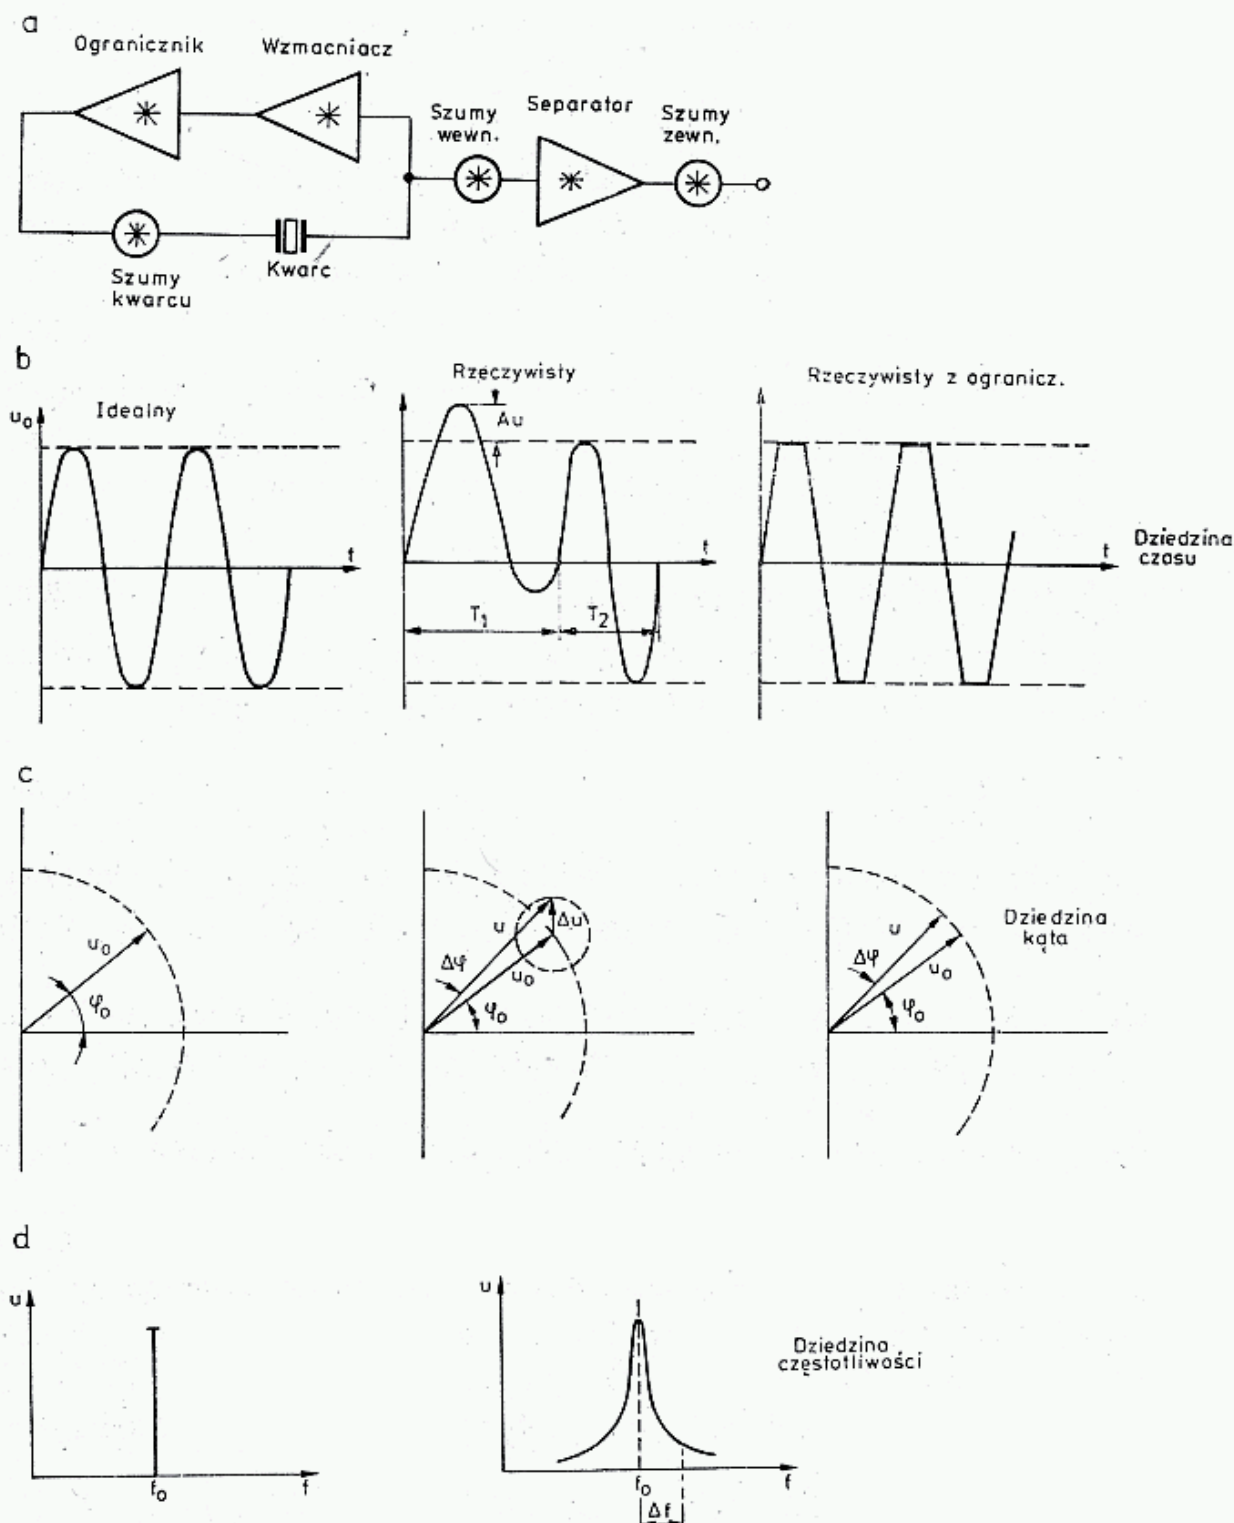 a
Ogranicznik
Wzmacniacz
Szumy
wewn.
Separator
Szumy
zewn.
Szumy
kwarcu
Kwarc
b
u₀
Idealny
t
Rzeczywisty
Au
t
T₁
T₂
Rzeczywisty z ogranicz.
t
Dziedzina
czasu
c
u₀
φ₀
u
Δu
Δφ
u₀
φ₀
u
Δφ
u₀
φ₀
Dziedzina
kąta
d
u
f₀
f
u
f₀
Δf
f
Dziedzina
częstotliwości